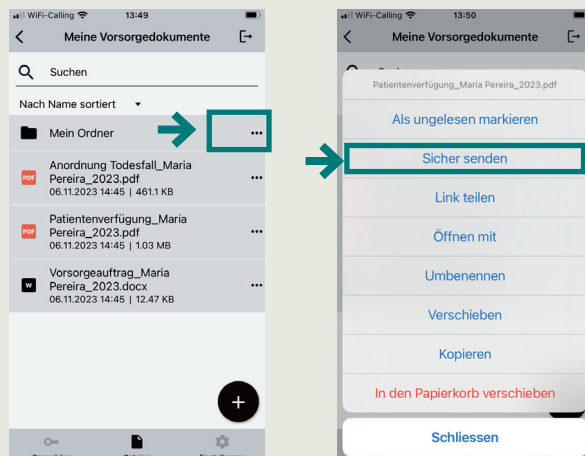 WiFi-Calling 13:49
Meine Vorsorgedokumente
Suchen
Nach Name sortiert
Mein Ordner
Anordnung Todesfall_Maria
Pereira_2023.pdf
PDF
06.11.2023 14:45 | 461.1 KB
Patientenverfügung_Maria
Pereira_2023.pdf
PDF
06.11.2023 14:45 | 1.03 MB
Vorsorgeauftrag_Maria
Pereira_2023.docx
W
06.11.2023 14:45 | 12.47 KB
WiFi-Calling 13:50
Meine Vorsorgedokumente
Patientenverfügung_Maria Pereira_2023.pdf
Als ungelesen markieren
Sicher senden
Link teilen
Öffnen mit
Umbenennen
Verschieben
Kopieren
In den Papierkorb verschieben
Schliessen